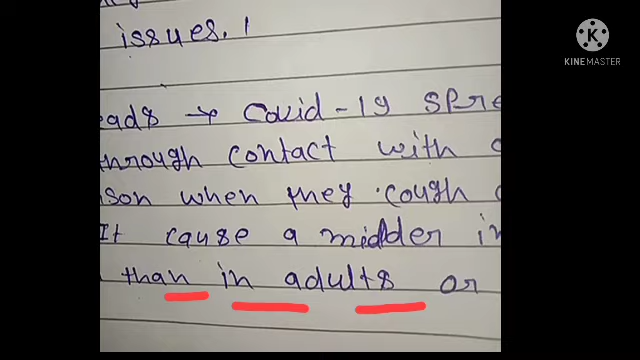 issues.
eads → Covid-19 spre
through contact with
son when they cough
It cause a midder in
than in adults or
K
KINEMASTER